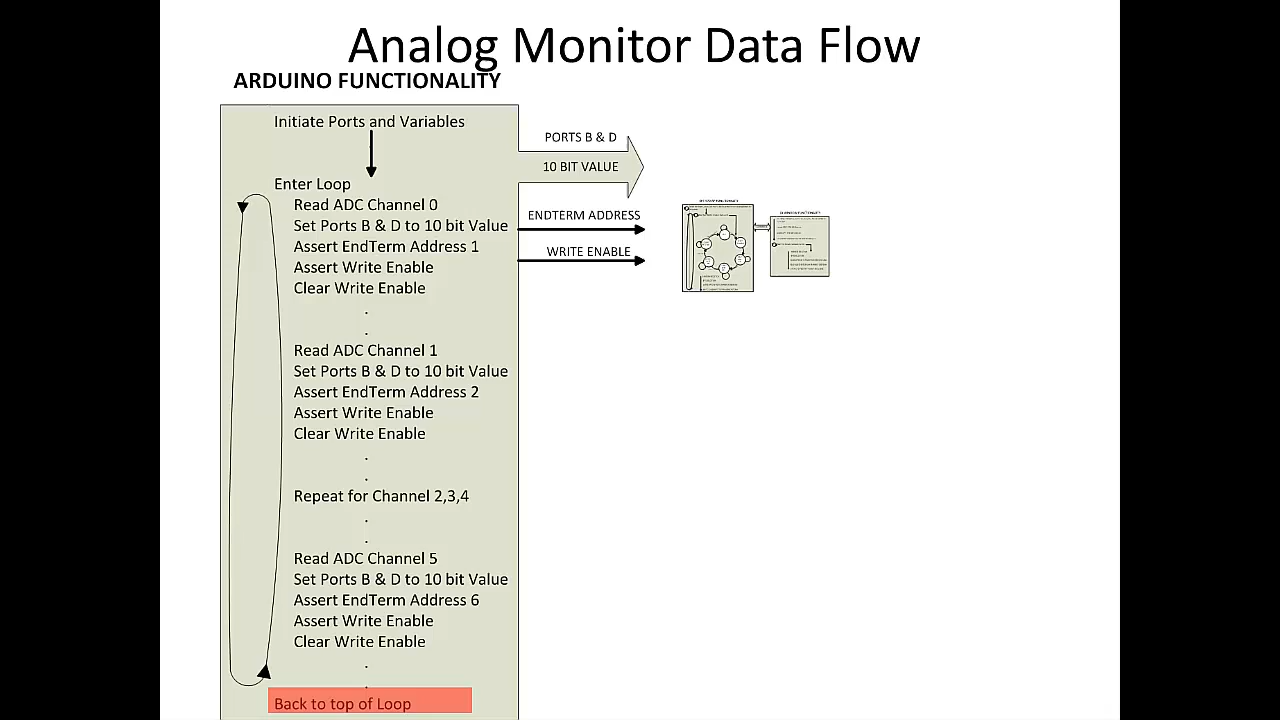 Analog Monitor Data Flow
ARDUINO FUNCTIONALITY
Initiate Ports and Variables
Enter Loop
Read ADC Channel 0
Set Ports B & D to 10 bit Value
Assert EndTerm Address 1
Assert Write Enable
Clear Write Enable
.
.
Read ADC Channel 1
Set Ports B & D to 10 bit Value
Assert EndTerm Address 2
Assert Write Enable
Clear Write Enable
.
.
Repeat for Channel 2,3,4
.
.
Read ADC Channel 5
Set Ports B & D to 10 bit Value
Assert EndTerm Address 6
Assert Write Enable
Clear Write Enable
.
.
Back to top of Loop
PORTS B & D
10 BIT VALUE
ENDTERM ADDRESS
WRITE ENABLE